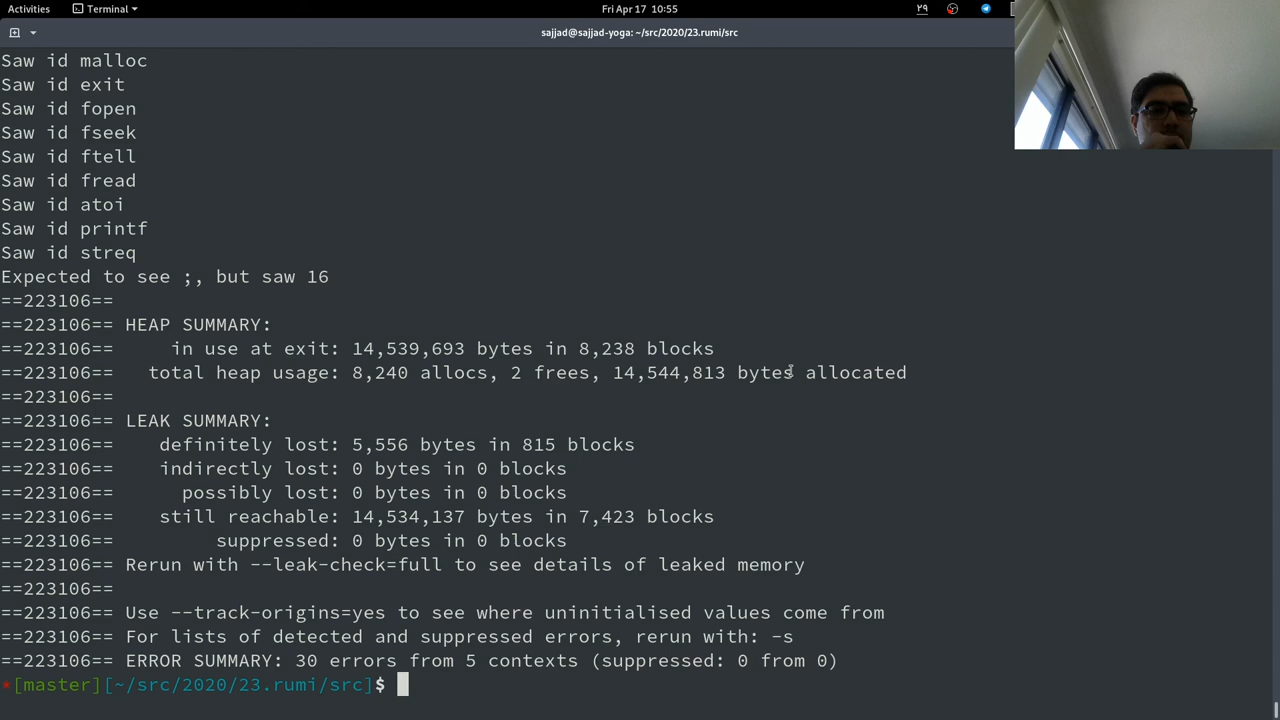 Activities
Terminal
Fri Apr 17 10:55
۲۹
sajjad@sajjad-yoga: ~/src/2020/23.rumi/src
Saw id malloc
Saw id exit
Saw id fopen
Saw id fseek
Saw id ftell
Saw id fread
Saw id atoi
Saw id printf
Saw id streq
Expected to see ;, but saw 16
==223106==
==223106== HEAP SUMMARY:
==223106==     in use at exit: 14,539,693 bytes in 8,238 blocks
==223106==   total heap usage: 8,240 allocs, 2 frees, 14,544,813 bytes allocated
==223106==
==223106== LEAK SUMMARY:
==223106==    definitely lost: 5,556 bytes in 815 blocks
==223106==    indirectly lost: 0 bytes in 0 blocks
==223106==      possibly lost: 0 bytes in 0 blocks
==223106==    still reachable: 14,534,137 bytes in 7,423 blocks
==223106==         suppressed: 0 bytes in 0 blocks
==223106== Rerun with --leak-check=full to see details of leaked memory
==223106==
==223106== Use --track-origins=yes to see where uninitialised values come from
==223106== For lists of detected and suppressed errors, rerun with: -s
==223106== ERROR SUMMARY: 30 errors from 5 contexts (suppressed: 0 from 0)
*[master][~/src/2020/23.rumi/src]$